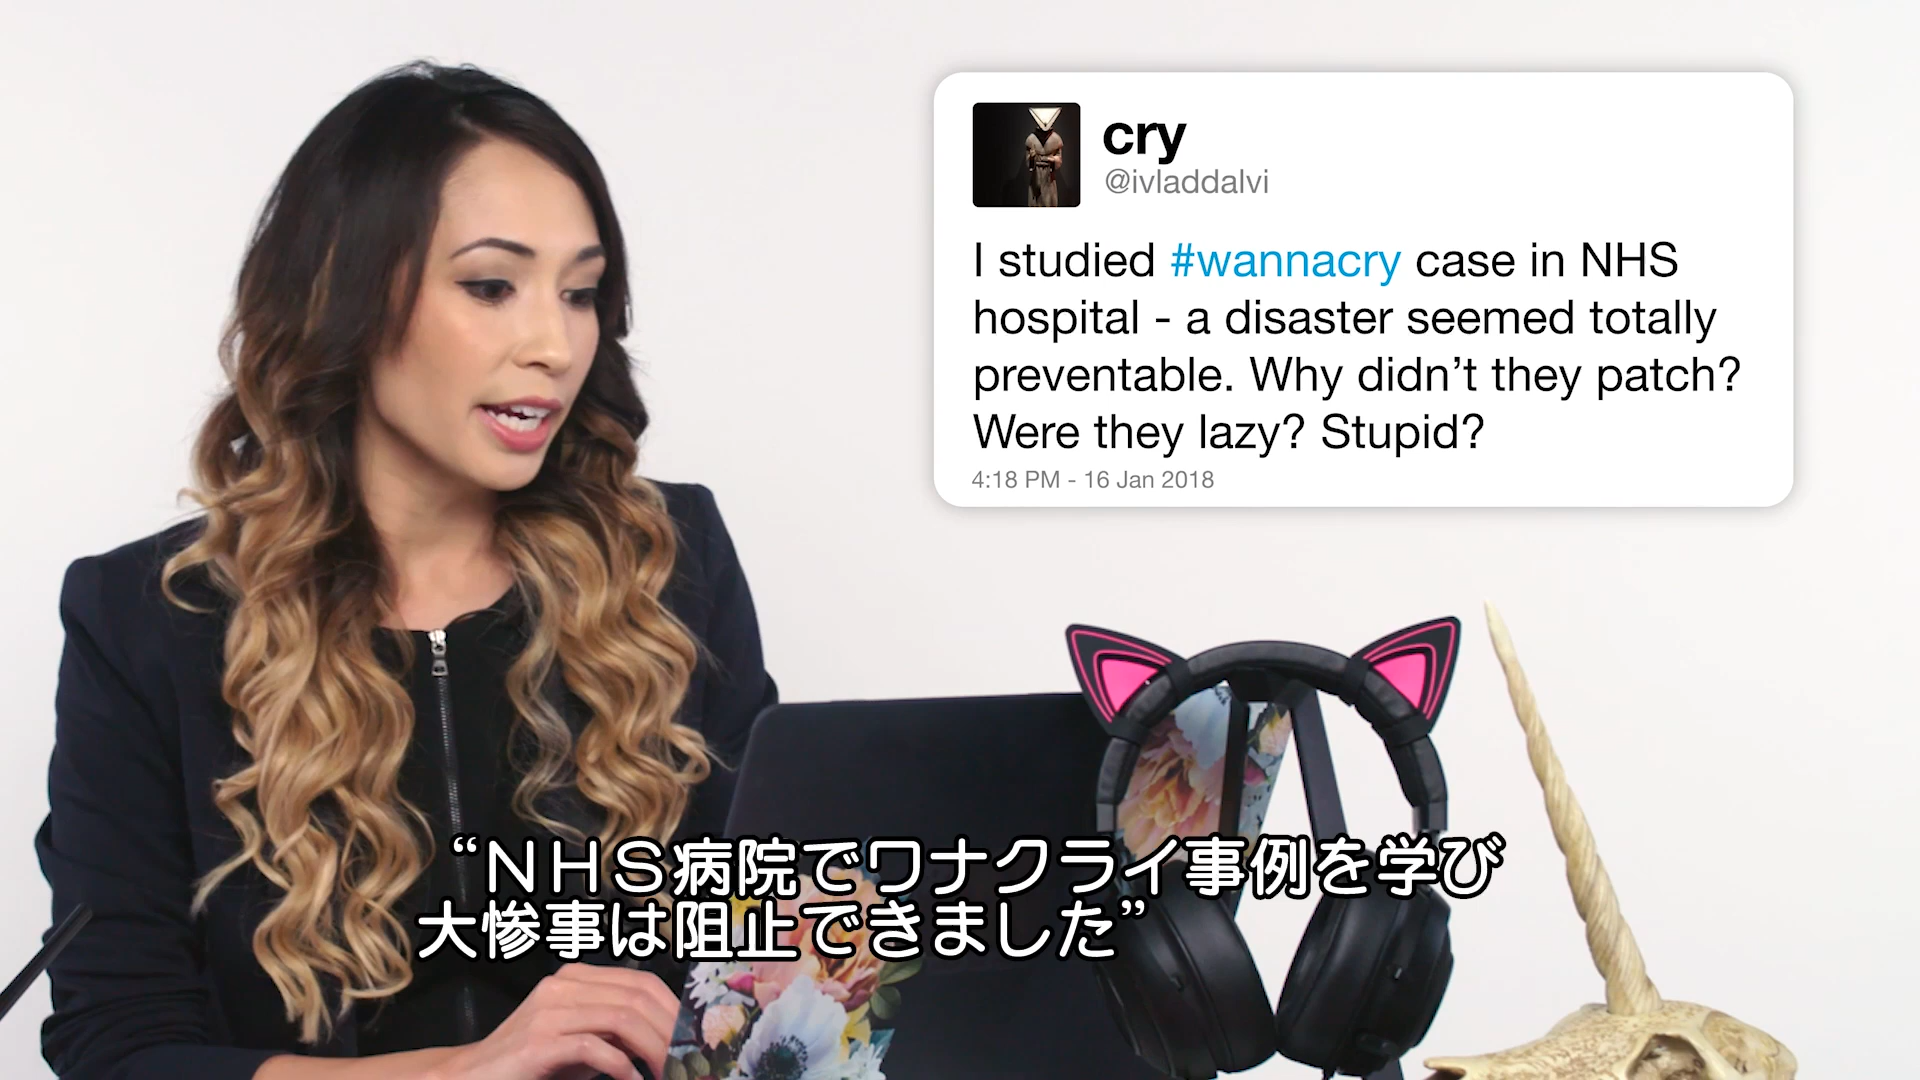 cry
@ivladdalvi
I studied #wannacry case in NHS
hospital - a disaster seemed totally
preventable. Why didn’t they patch?
Were they lazy? Stupid?
4:18 PM - 16 Jan 2018
“ＮＨＳ病院でワナクライ事例を学び
大惨事は阻止できました”